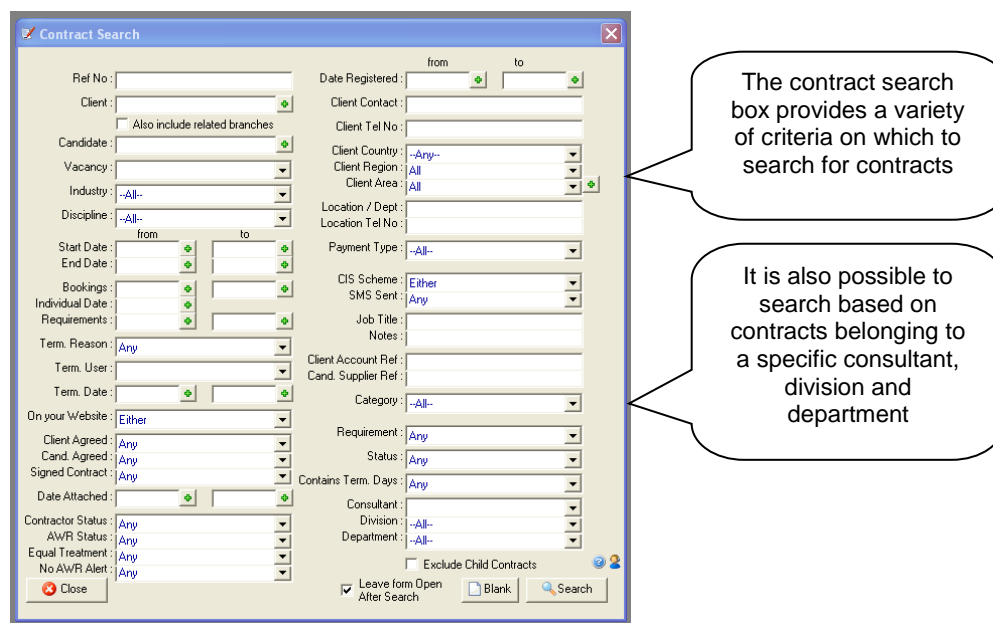 Contract Search
Ref No :
Client :
Also include related branches
Candidate :
Vacancy :
Industry : --All--
Discipline : --All--
from to
Start Date :
End Date :
Bookings :
Individual Date :
Requirements :
Term. Reason : Any
Term. User :
Term. Date :
On your Website : Either
Client Agreed : Any
Cand. Agreed : Any
Signed Contract : Any
Date Attached :
Contractor Status : Any
AWR Status : Any
Equal Treatment : Any
No AWR Alert : Any
Close
from to
Date Registered :
Client Contact :
Client Tel No :
Client Country : --Any--
Client Region : All
Client Area : All
Location / Dept :
Location Tel No :
Payment Type : --All--
CIS Scheme : Either
SMS Sent : Any
Job Title :
Notes :
Client Account Ref :
Cand. Supplier Ref :
Category : --All--
Requirement : Any
Status : Any
Contains Term. Days : Any
Consultant :
Division : --All--
Department : --All--
Exclude Child Contracts
Leave form Open
After Search
Blank
Search
The contract search
box provides a variety
of criteria on which to
search for contracts
It is also possible to
search based on
contracts belonging to
a specific consultant,
division and
department